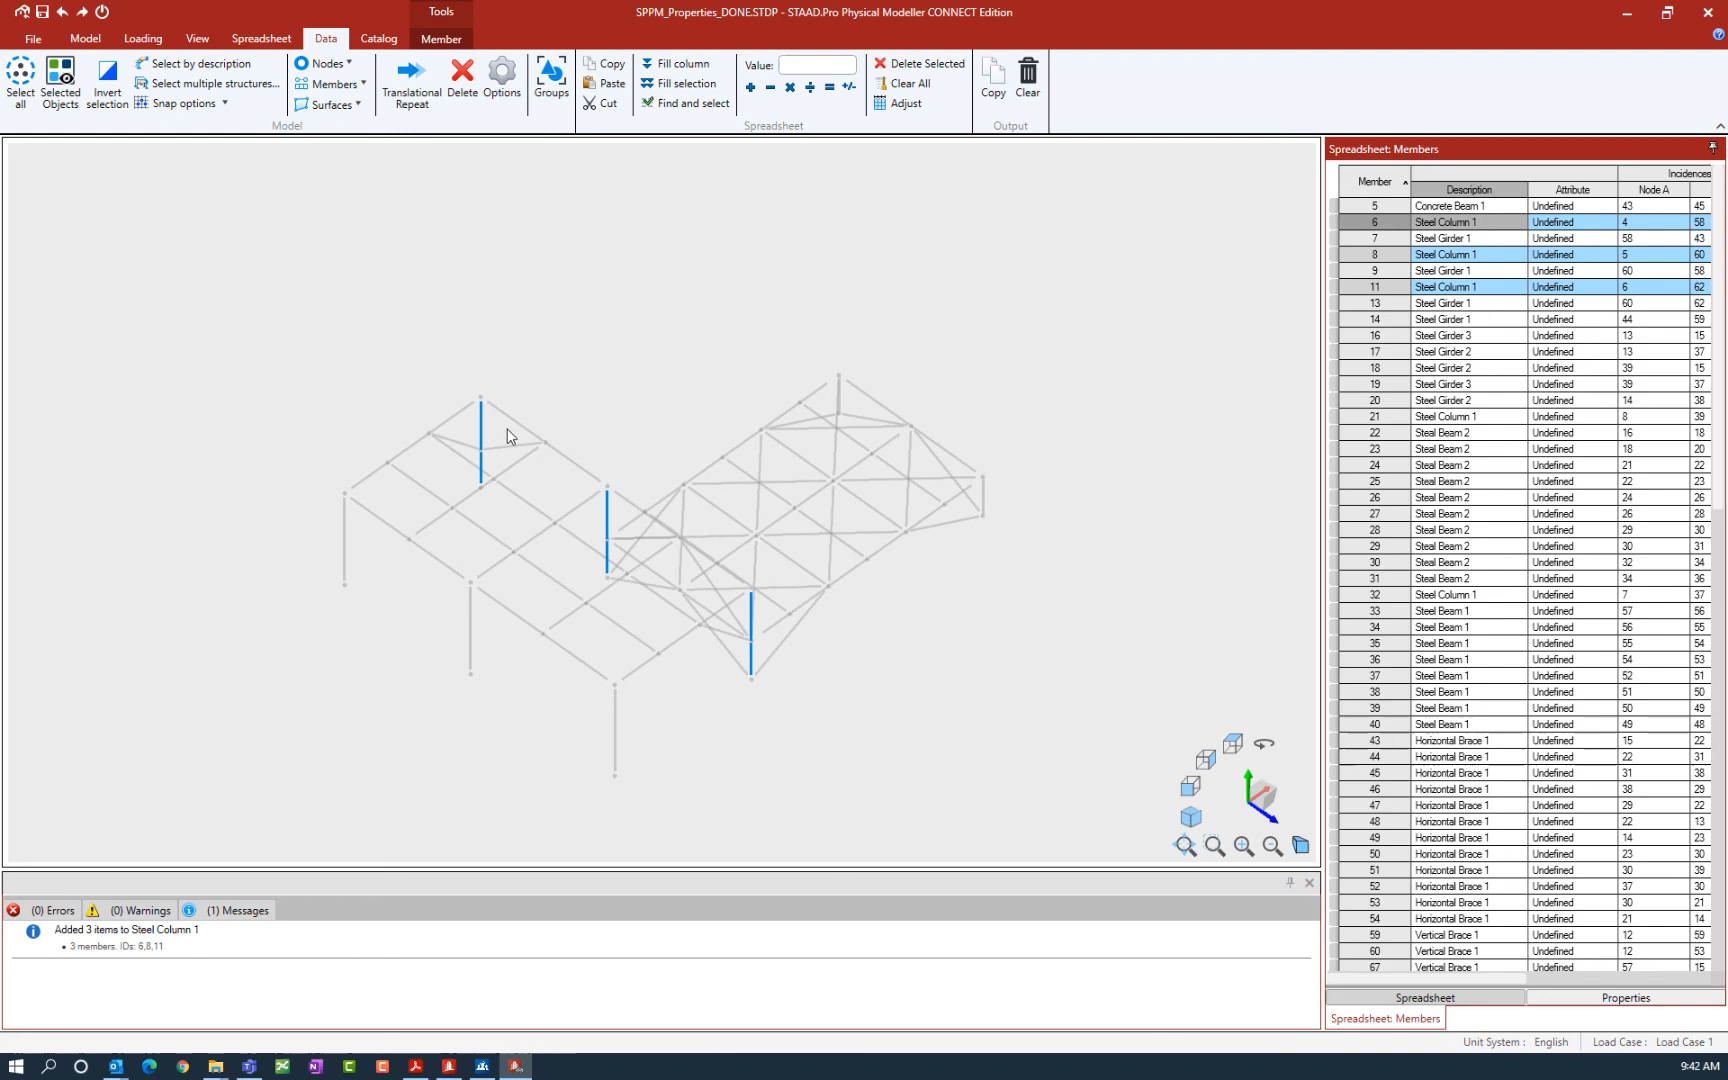 Tools
SPPM_Properties_DONE.STDP - STAAD.Pro Physical Modeller CONNECT Edition
File Model Loading View Spreadsheet Data Catalog Member
Select all
Selected Objects
Invert selection
Select by description
Select multiple structures...
Snap options
Nodes
Members
Surfaces
Model
Translational Repeat
Delete
Options
Groups
Copy
Paste
Cut
Fill column
Fill selection
Find and select
Value:
Spreadsheet
Delete Selected
Clear All
Adjust
Copy
Clear
Output
Spreadsheet: Members
Member Incidences
Description Attribute Node A
5 Concrete Beam 1 Undefined 43 45
6 Steel Column 1 Undefined 4 58
7 Steel Girder 1 Undefined 58 43
8 Steel Column 1 Undefined 5 60
9 Steel Girder 1 Undefined 60 58
11 Steel Column 1 Undefined 6 62
13 Steel Girder 1 Undefined 60 62
14 Steel Girder 1 Undefined 44 59
16 Steel Girder 3 Undefined 13 15
17 Steel Girder 2 Undefined 13 37
18 Steel Girder 2 Undefined 39 15
19 Steel Girder 3 Undefined 39 37
20 Steel Girder 2 Undefined 14 38
21 Steel Column 1 Undefined 8 39
22 Steal Beam 2 Undefined 16 18
23 Steal Beam 2 Undefined 18 20
24 Steal Beam 2 Undefined 21 22
25 Steal Beam 2 Undefined 22 23
26 Steal Beam 2 Undefined 24 26
27 Steal Beam 2 Undefined 26 28
28 Steal Beam 2 Undefined 29 30
29 Steal Beam 2 Undefined 30 31
30 Steal Beam 2 Undefined 32 34
31 Steal Beam 2 Undefined 34 36
32 Steel Column 1 Undefined 7 37
33 Steel Beam 1 Undefined 57 56
34 Steel Beam 1 Undefined 56 55
35 Steel Beam 1 Undefined 55 54
36 Steel Beam 1 Undefined 54 53
37 Steel Beam 1 Undefined 52 51
38 Steel Beam 1 Undefined 51 50
39 Steel Beam 1 Undefined 50 49
40 Steel Beam 1 Undefined 49 48
43 Horizontal Brace 1 Undefined 15 22
44 Horizontal Brace 1 Undefined 22 31
45 Horizontal Brace 1 Undefined 31 38
46 Horizontal Brace 1 Undefined 38 29
47 Horizontal Brace 1 Undefined 29 22
48 Horizontal Brace 1 Undefined 22 13
49 Horizontal Brace 1 Undefined 14 23
50 Horizontal Brace 1 Undefined 23 30
51 Horizontal Brace 1 Undefined 30 39
52 Horizontal Brace 1 Undefined 37 30
53 Horizontal Brace 1 Undefined 30 21
54 Horizontal Brace 1 Undefined 21 14
59 Vertical Brace 1 Undefined 12 59
60 Vertical Brace 1 Undefined 12 53
67 Vertical Brace 1 Undefined 57 15
Spreadsheet Properties
Spreadsheet: Members
(0) Errors (0) Warnings (1) Messages
Added 3 items to Steel Column 1
• 3 members. IDs: 6,8,11
Unit System : English Load Case : Load Case 1
9:42 AM